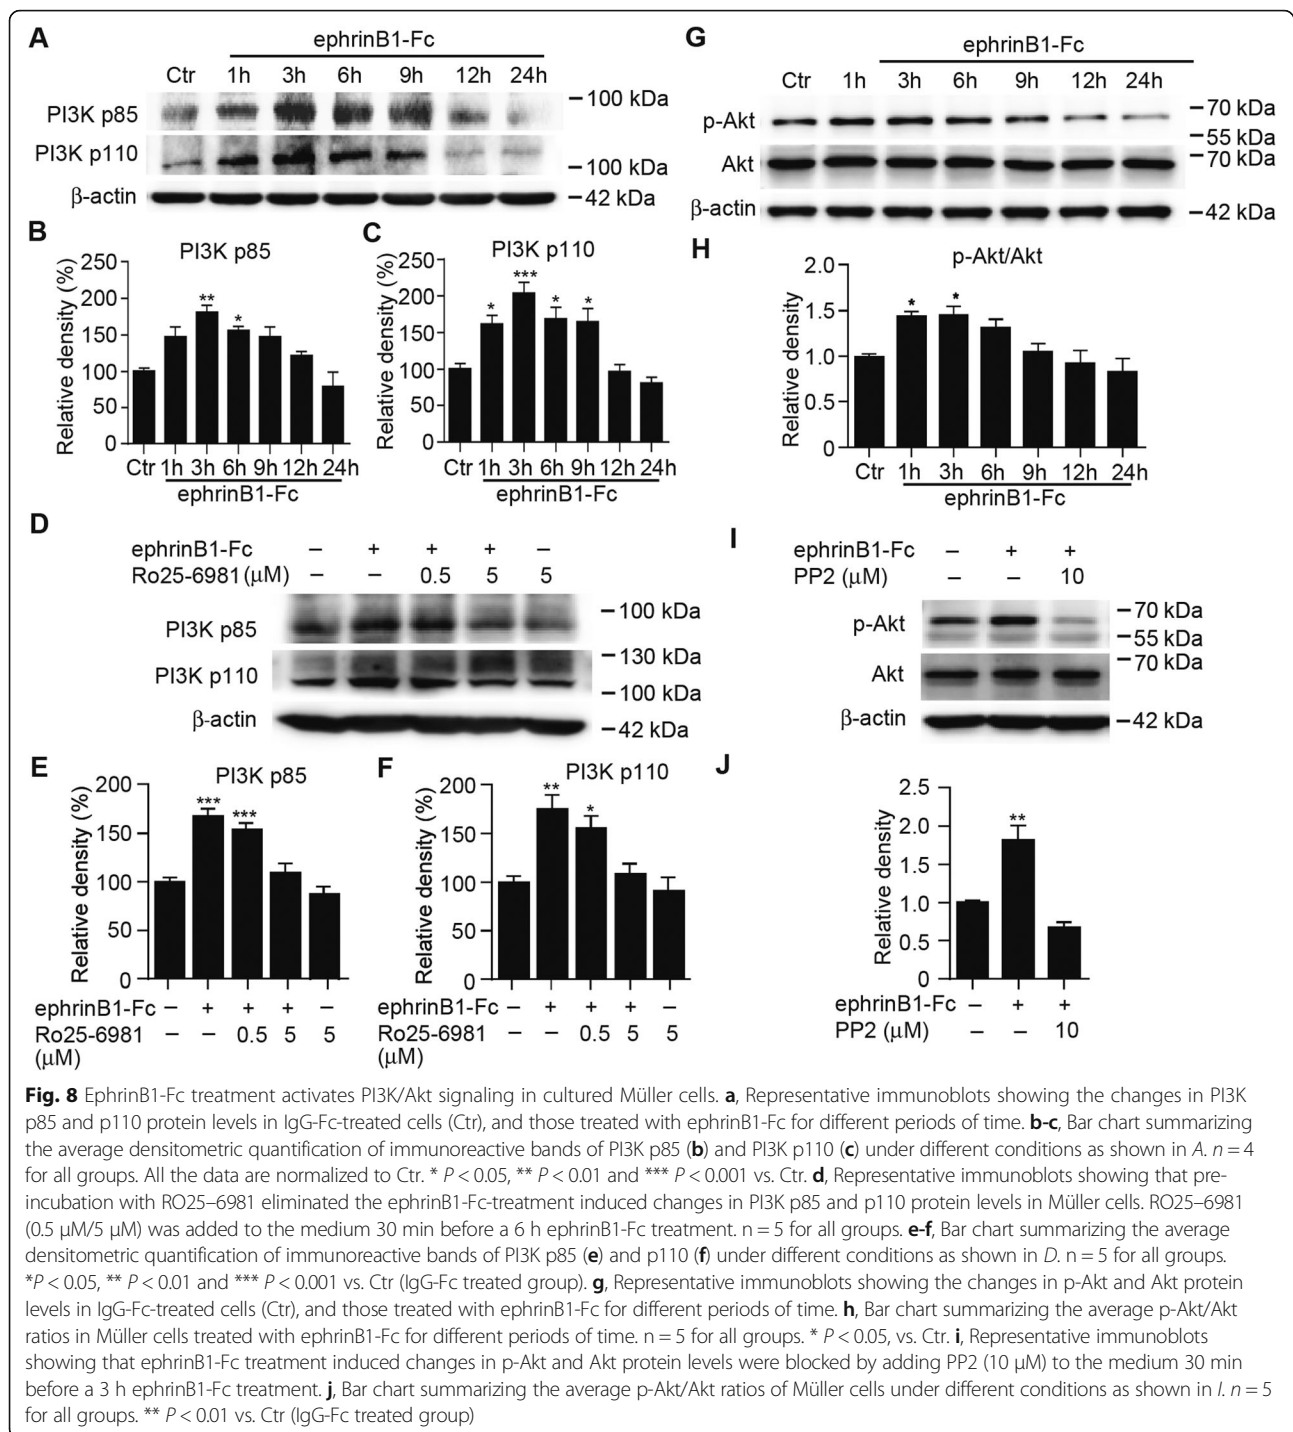 A
ephrinB1-Fc
Ctr 1h 3h 6h 9h 12h 24h
PI3K p85
100 kDa
PI3K p110
100 kDa
β-actin
42 kDa
B
PI3K p85
Relative density (%)
250
200
150
100
50
0
** *
Ctr 1h 3h 6h 9h 12h 24h
ephrinB1-Fc
C
PI3K p110
Relative density (%)
250
200
150
100
50
0
* *** * *
Ctr 1h 3h 6h 9h 12h 24h
ephrinB1-Fc
D
ephrinB1-Fc – + + + –
Ro25-6981 (μM) – – 0.5 5 5
PI3K p85
100 kDa
PI3K p110
130 kDa
100 kDa
β-actin
42 kDa
E
PI3K p85
Relative density (%)
200
150
100
50
0
*** ***
ephrinB1-Fc – + + + –
Ro25-6981 – – 0.5 5 5
(μM)
F
PI3K p110
Relative density (%)
200
150
100
50
0
** *
ephrinB1-Fc – + + + –
Ro25-6981 – – 0.5 5 5
(μM)
G
ephrinB1-Fc
Ctr 1h 3h 6h 9h 12h 24h
p-Akt
70 kDa
55 kDa
Akt
70 kDa
β-actin
42 kDa
H
p-Akt/Akt
Relative density
2.0
1.5
1.0
0.5
0
* *
Ctr 1h 3h 6h 9h 12h 24h
ephrinB1-Fc
I
ephrinB1-Fc – + +
PP2 (μM) – – 10
p-Akt
70 kDa
55 kDa
Akt
70 kDa
β-actin
42 kDa
J
Relative density
2.5
2.0
1.5
1.0
0.5
0
**
ephrinB1-Fc – + +
PP2 (μM) – – 10
Fig. 8 EphrinB1-Fc treatment activates PI3K/Akt signaling in cultured Müller cells. a, Representative immunoblots showing the changes in PI3K
p85 and p110 protein levels in IgG-Fc-treated cells (Ctr), and those treated with ephrinB1-Fc for different periods of time. b-c, Bar chart summarizing
the average densitometric quantification of immunoreactive bands of PI3K p85 (b) and PI3K p110 (c) under different conditions as shown in A. n = 4
for all groups. All the data are normalized to Ctr. * P < 0.05, ** P < 0.01 and *** P < 0.001 vs. Ctr. d, Representative immunoblots showing that pre-
incubation with RO25–6981 eliminated the ephrinB1-Fc-treatment induced changes in PI3K p85 and p110 protein levels in Müller cells. RO25–6981
(0.5 μM/5 μM) was added to the medium 30 min before a 6 h ephrinB1-Fc treatment. n = 5 for all groups. e-f, Bar chart summarizing the average
densitometric quantification of immunoreactive bands of PI3K p85 (e) and p110 (f) under different conditions as shown in D. n = 5 for all groups.
*P < 0.05, ** P < 0.01 and *** P < 0.001 vs. Ctr (IgG-Fc treated group). g, Representative immunoblots showing the changes in p-Akt and Akt protein
levels in IgG-Fc-treated cells (Ctr), and those treated with ephrinB1-Fc for different periods of time. h, Bar chart summarizing the average p-Akt/Akt
ratios in Müller cells treated with ephrinB1-Fc for different periods of time. n = 5 for all groups. * P < 0.05, vs. Ctr. i, Representative immunoblots
showing that ephrinB1-Fc treatment induced changes in p-Akt and Akt protein levels were blocked by adding PP2 (10 μM) to the medium 30 min
before a 3 h ephrinB1-Fc treatment. j, Bar chart summarizing the average p-Akt/Akt ratios of Müller cells under different conditions as shown in I. n = 5
for all groups. ** P < 0.01 vs. Ctr (IgG-Fc treated group)